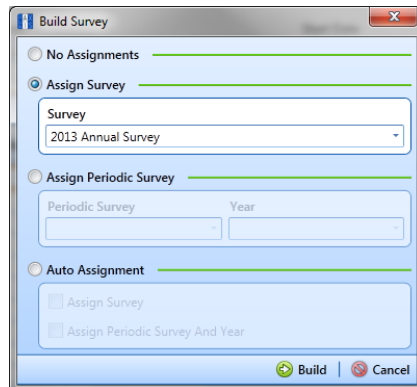 Build Survey
No Assignments
Assign Survey
Survey
2013 Annual Survey
Assign Periodic Survey
Periodic Survey Year
Auto Assignment
Assign Survey
Assign Periodic Survey And Year
Build Cancel